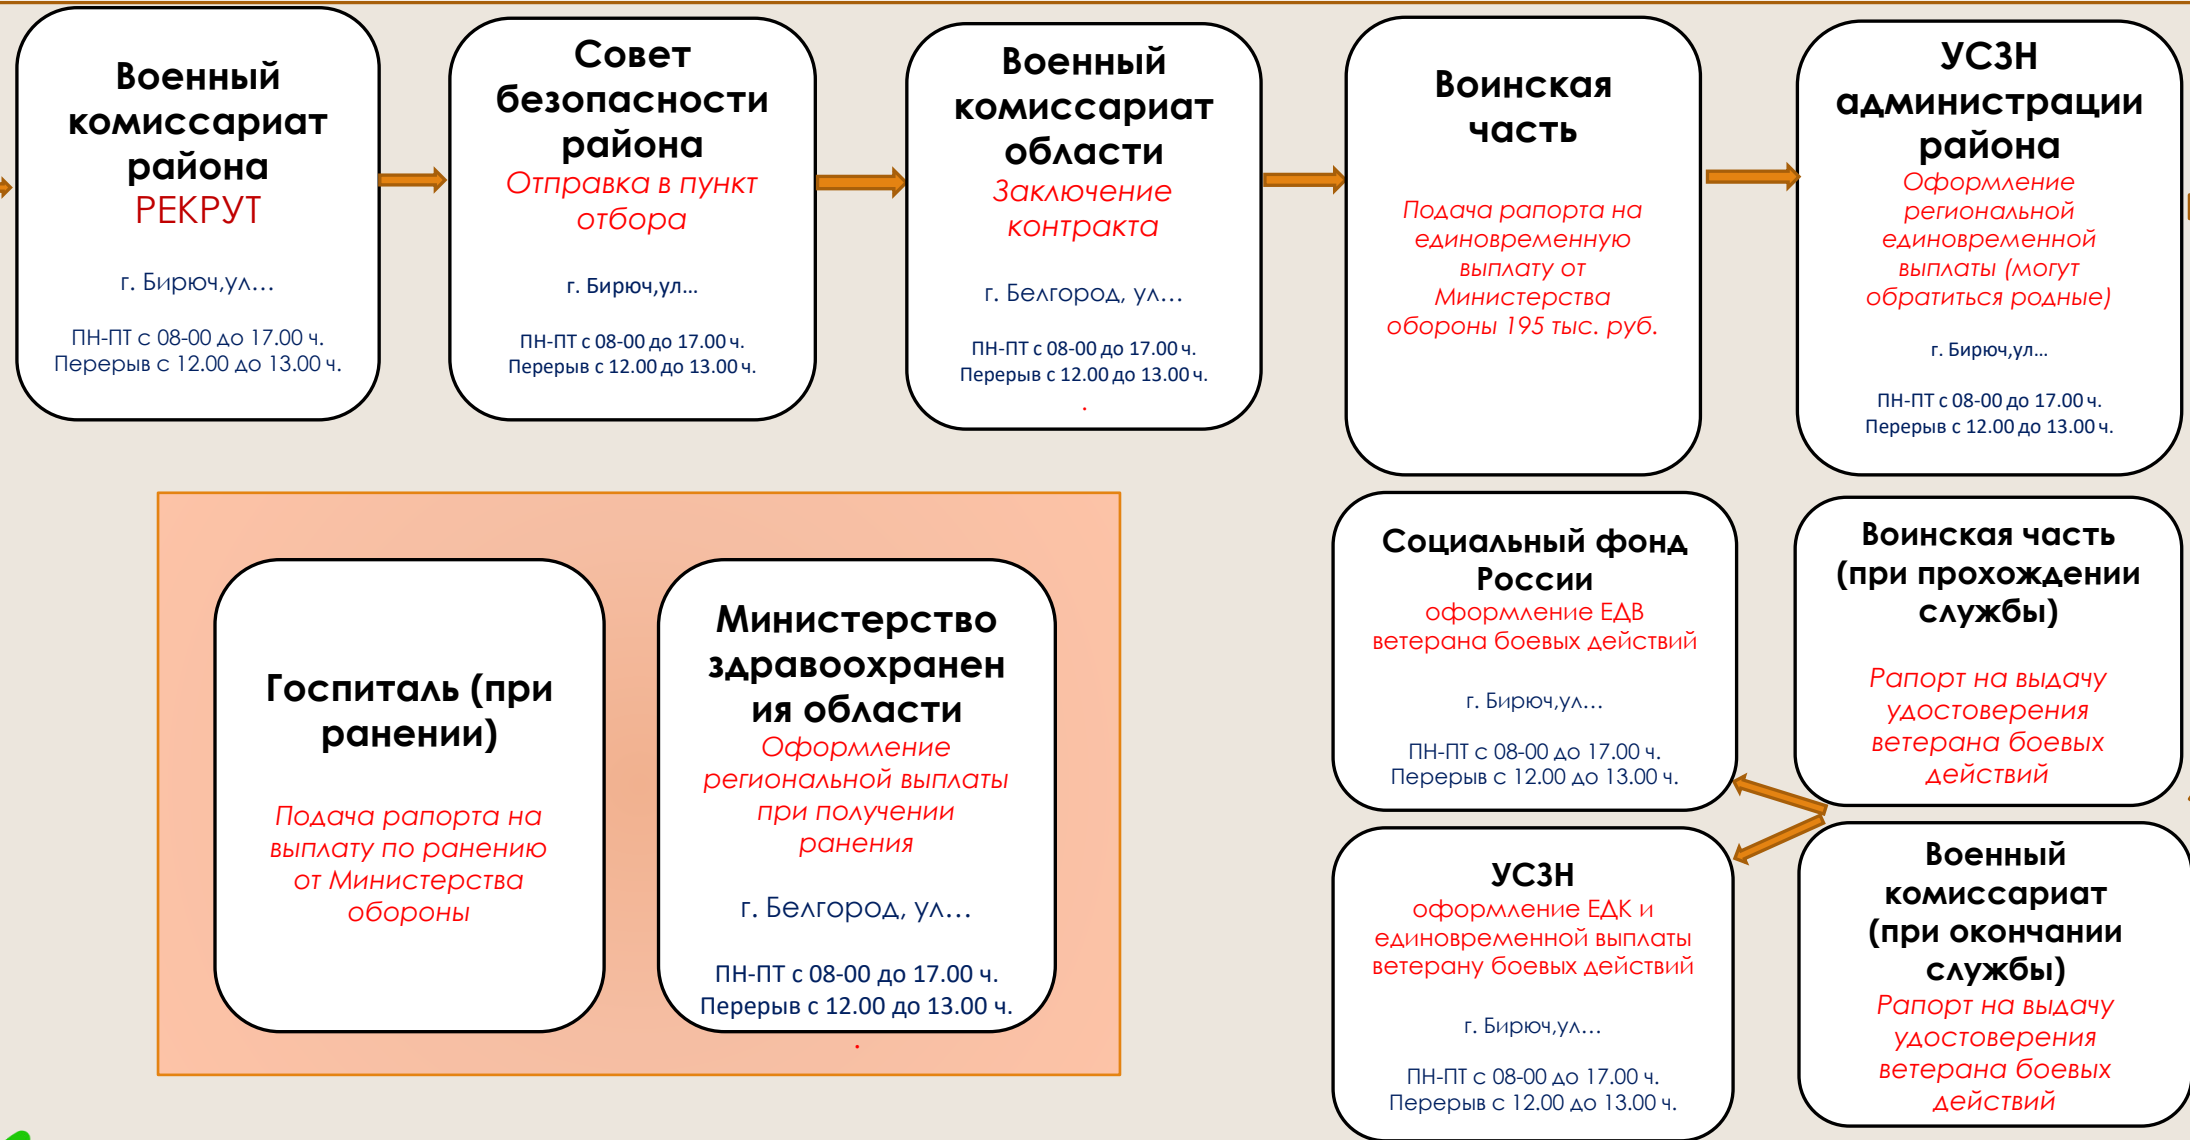 Военный
комиссариат
района
РЕКРУТ
г. Бирюч,ул...
ПН-ПТ с 08-00 до 17.00 ч.
Перерыв с 12.00 до 13.00 ч.
Совет
безопасности
района
Отправка в пункт
отбора
г. Бирюч,ул...
ПН-ПТ с 08-00 до 17.00 ч.
Перерыв с 12.00 до 13.00 ч.
Военный
комиссариат
области
Заключение
контракта
г. Белгород, ул...
ПН-ПТ с 08-00 до 17.00 ч.
Перерыв с 12.00 до 13.00 ч.
.
Воинская
часть
Подача рапорта на
единовременную
выплату от
Министерства
обороны 195 тыс. руб.
УСЗН
администрации
района
Оформление
региональной
единовременной
выплаты (могут
обратиться родные)
г. Бирюч,ул...
ПН-ПТ с 08-00 до 17.00 ч.
Перерыв с 12.00 до 13.00 ч.
Госпиталь (при
ранении)
Подача рапорта на
выплату по ранению
от Министерства
обороны
Министерство
здравоохранен
ия области
Оформление
региональной выплаты
при получении
ранения
г. Белгород, ул...
ПН-ПТ с 08-00 до 17.00 ч.
Перерыв с 12.00 до 13.00 ч.
.
Социальный фонд
России
оформление ЕДВ
ветерана боевых действий
г. Бирюч,ул...
ПН-ПТ с 08-00 до 17.00 ч.
Перерыв с 12.00 до 13.00 ч.
Воинская часть
(при прохождении
службы)
Рапорт на выдачу
удостоверения
ветерана боевых
действий
УСЗН
оформление ЕДК и
единовременной выплаты
ветерану боевых действий
г. Бирюч,ул...
ПН-ПТ с 08-00 до 17.00 ч.
Перерыв с 12.00 до 13.00 ч.
Военный
комиссариат
(при окончании
службы)
Рапорт на выдачу
удостоверения
ветерана боевых
действий